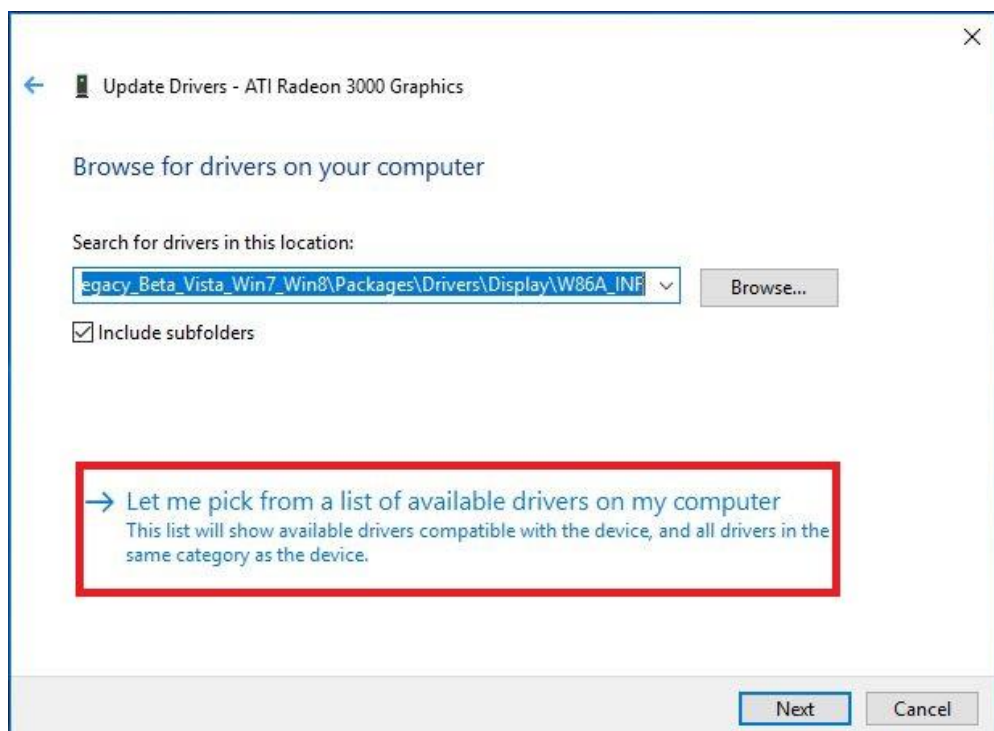 Update Drivers - ATI Radeon 3000 Graphics
Browse for drivers on your computer
Search for drivers in this location:
egacy_Beta_Vista_Win7_Win8\Packages\Drivers\Display\W86A_INF
Browse...
Include subfolders
Let me pick from a list of available drivers on my computer
This list will show available drivers compatible with the device, and all drivers in the
same category as the device.
Next
Cancel